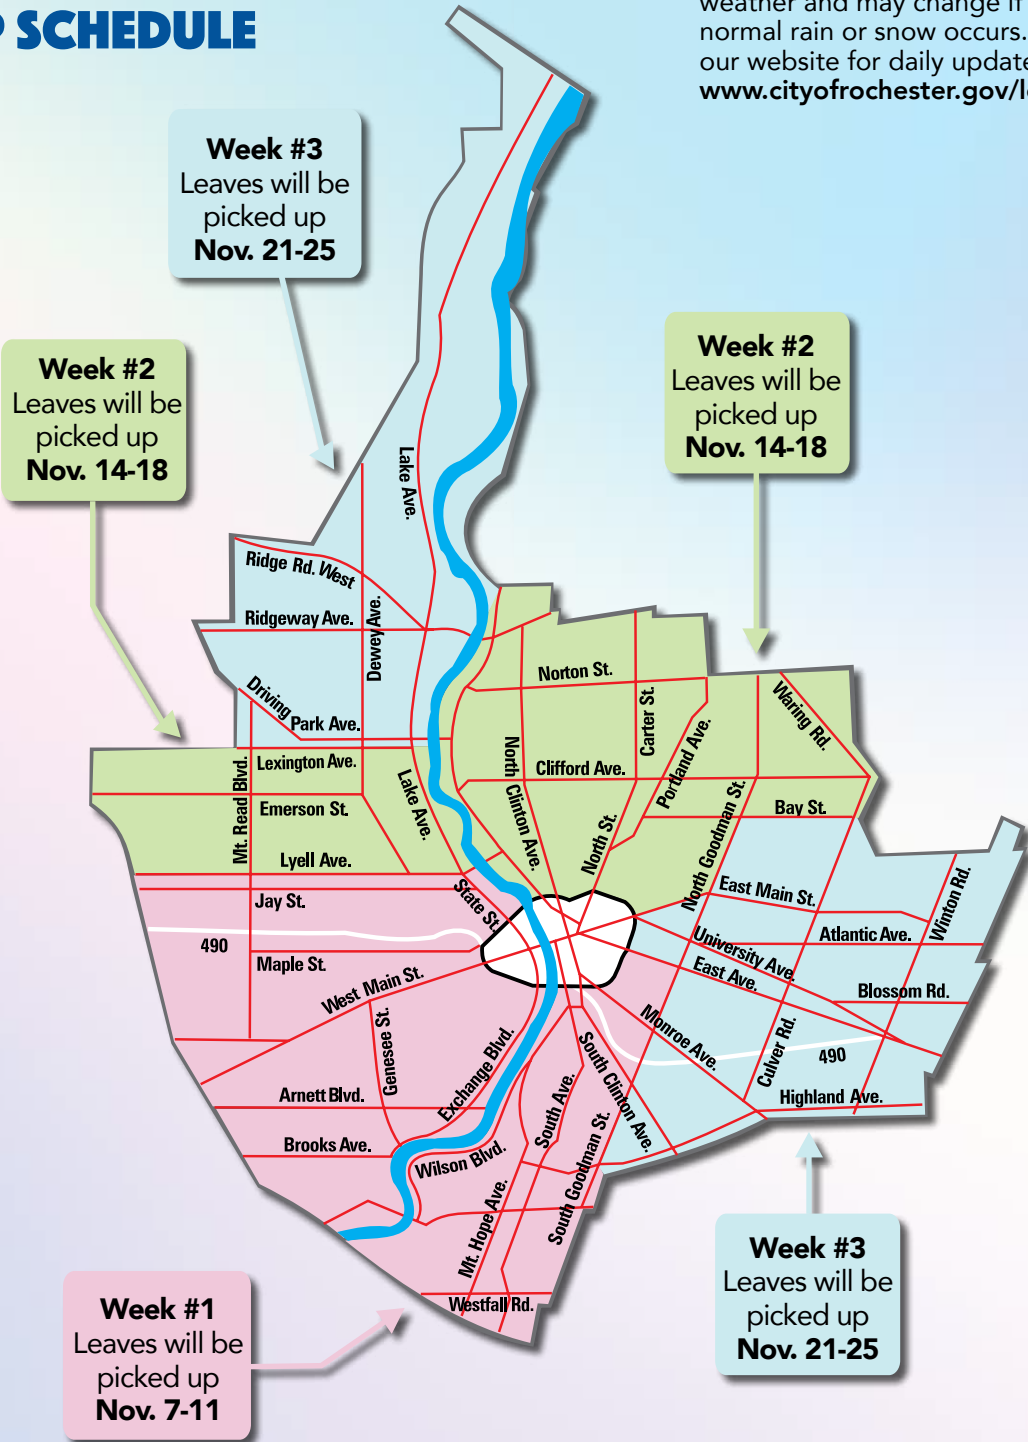 SCHEDULE
weather and may change if
normal rain or snow occurs.
our website for daily update
www.cityofrochester.gov/l
Week #3
Leaves will be
picked up
Nov. 21-25
Week #2
Leaves will be
picked up
Nov. 14-18
Week #2
Leaves will be
picked up
Nov. 14-18
Lake Ave.
Ridge Rd. West
Ridgeway Ave.
Dewey Ave.
Driving
Park Ave.
Norton St.
Carter St.
Portland Ave.
Waring Rd.
Mt. Read Blvd.
Lexington Ave.
Lake Ave.
North
Clinton Ave.
Clifford Ave.
Emerson St.
North St.
North Goodman St.
Bay St.
Lyell Ave.
Jay St.
State St.
East Main St.
Winton Rd.
490
Maple St.
University Ave.
Atlantic Ave.
West Main St.
East Ave.
Blossom Rd.
Genesee St.
Exchange Blvd.
Monroe Ave.
Culver Rd.
490
South Ave.
South Clinton Ave.
Arnett Blvd.
Highland Ave.
Brooks Ave.
Wilson Blvd.
South Goodman St.
Mt. Hope Ave.
Westfall Rd.
Week #3
Leaves will be
picked up
Nov. 21-25
Week #1
Leaves will be
picked up
Nov. 7-11